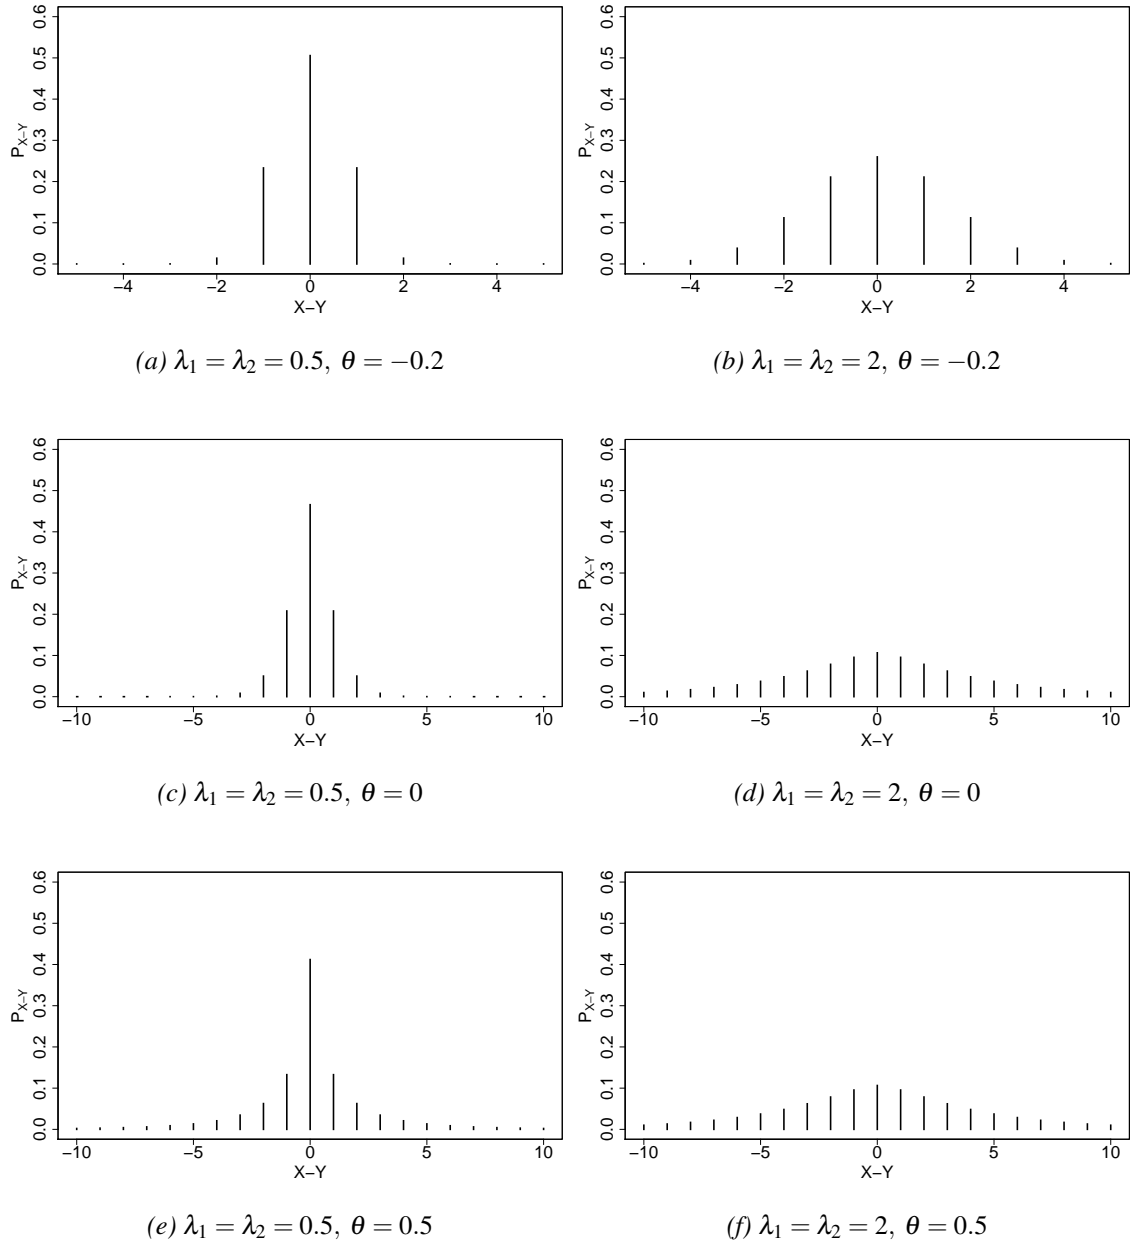 0.0 0.1 0.2 0.3 0.4 0.5 0.6
P_{X−Y}
−4 −2 0 2 4
X−Y
(a) λ₁ = λ₂ = 0.5, θ = −0.2
0.0 0.1 0.2 0.3 0.4 0.5 0.6
P_{X−Y}
−4 −2 0 2 4
X−Y
(b) λ₁ = λ₂ = 2, θ = −0.2
0.0 0.1 0.2 0.3 0.4 0.5 0.6
P_{X−Y}
−10 −5 0 5 10
X−Y
(c) λ₁ = λ₂ = 0.5, θ = 0
0.0 0.1 0.2 0.3 0.4 0.5 0.6
P_{X−Y}
−10 −5 0 5 10
X−Y
(d) λ₁ = λ₂ = 2, θ = 0
0.0 0.1 0.2 0.3 0.4 0.5 0.6
P_{X−Y}
−10 −5 0 5 10
X−Y
(e) λ₁ = λ₂ = 0.5, θ = 0.5
0.0 0.1 0.2 0.3 0.4 0.5 0.6
P_{X−Y}
−10 −5 0 5 10
X−Y
(f) λ₁ = λ₂ = 2, θ = 0.5